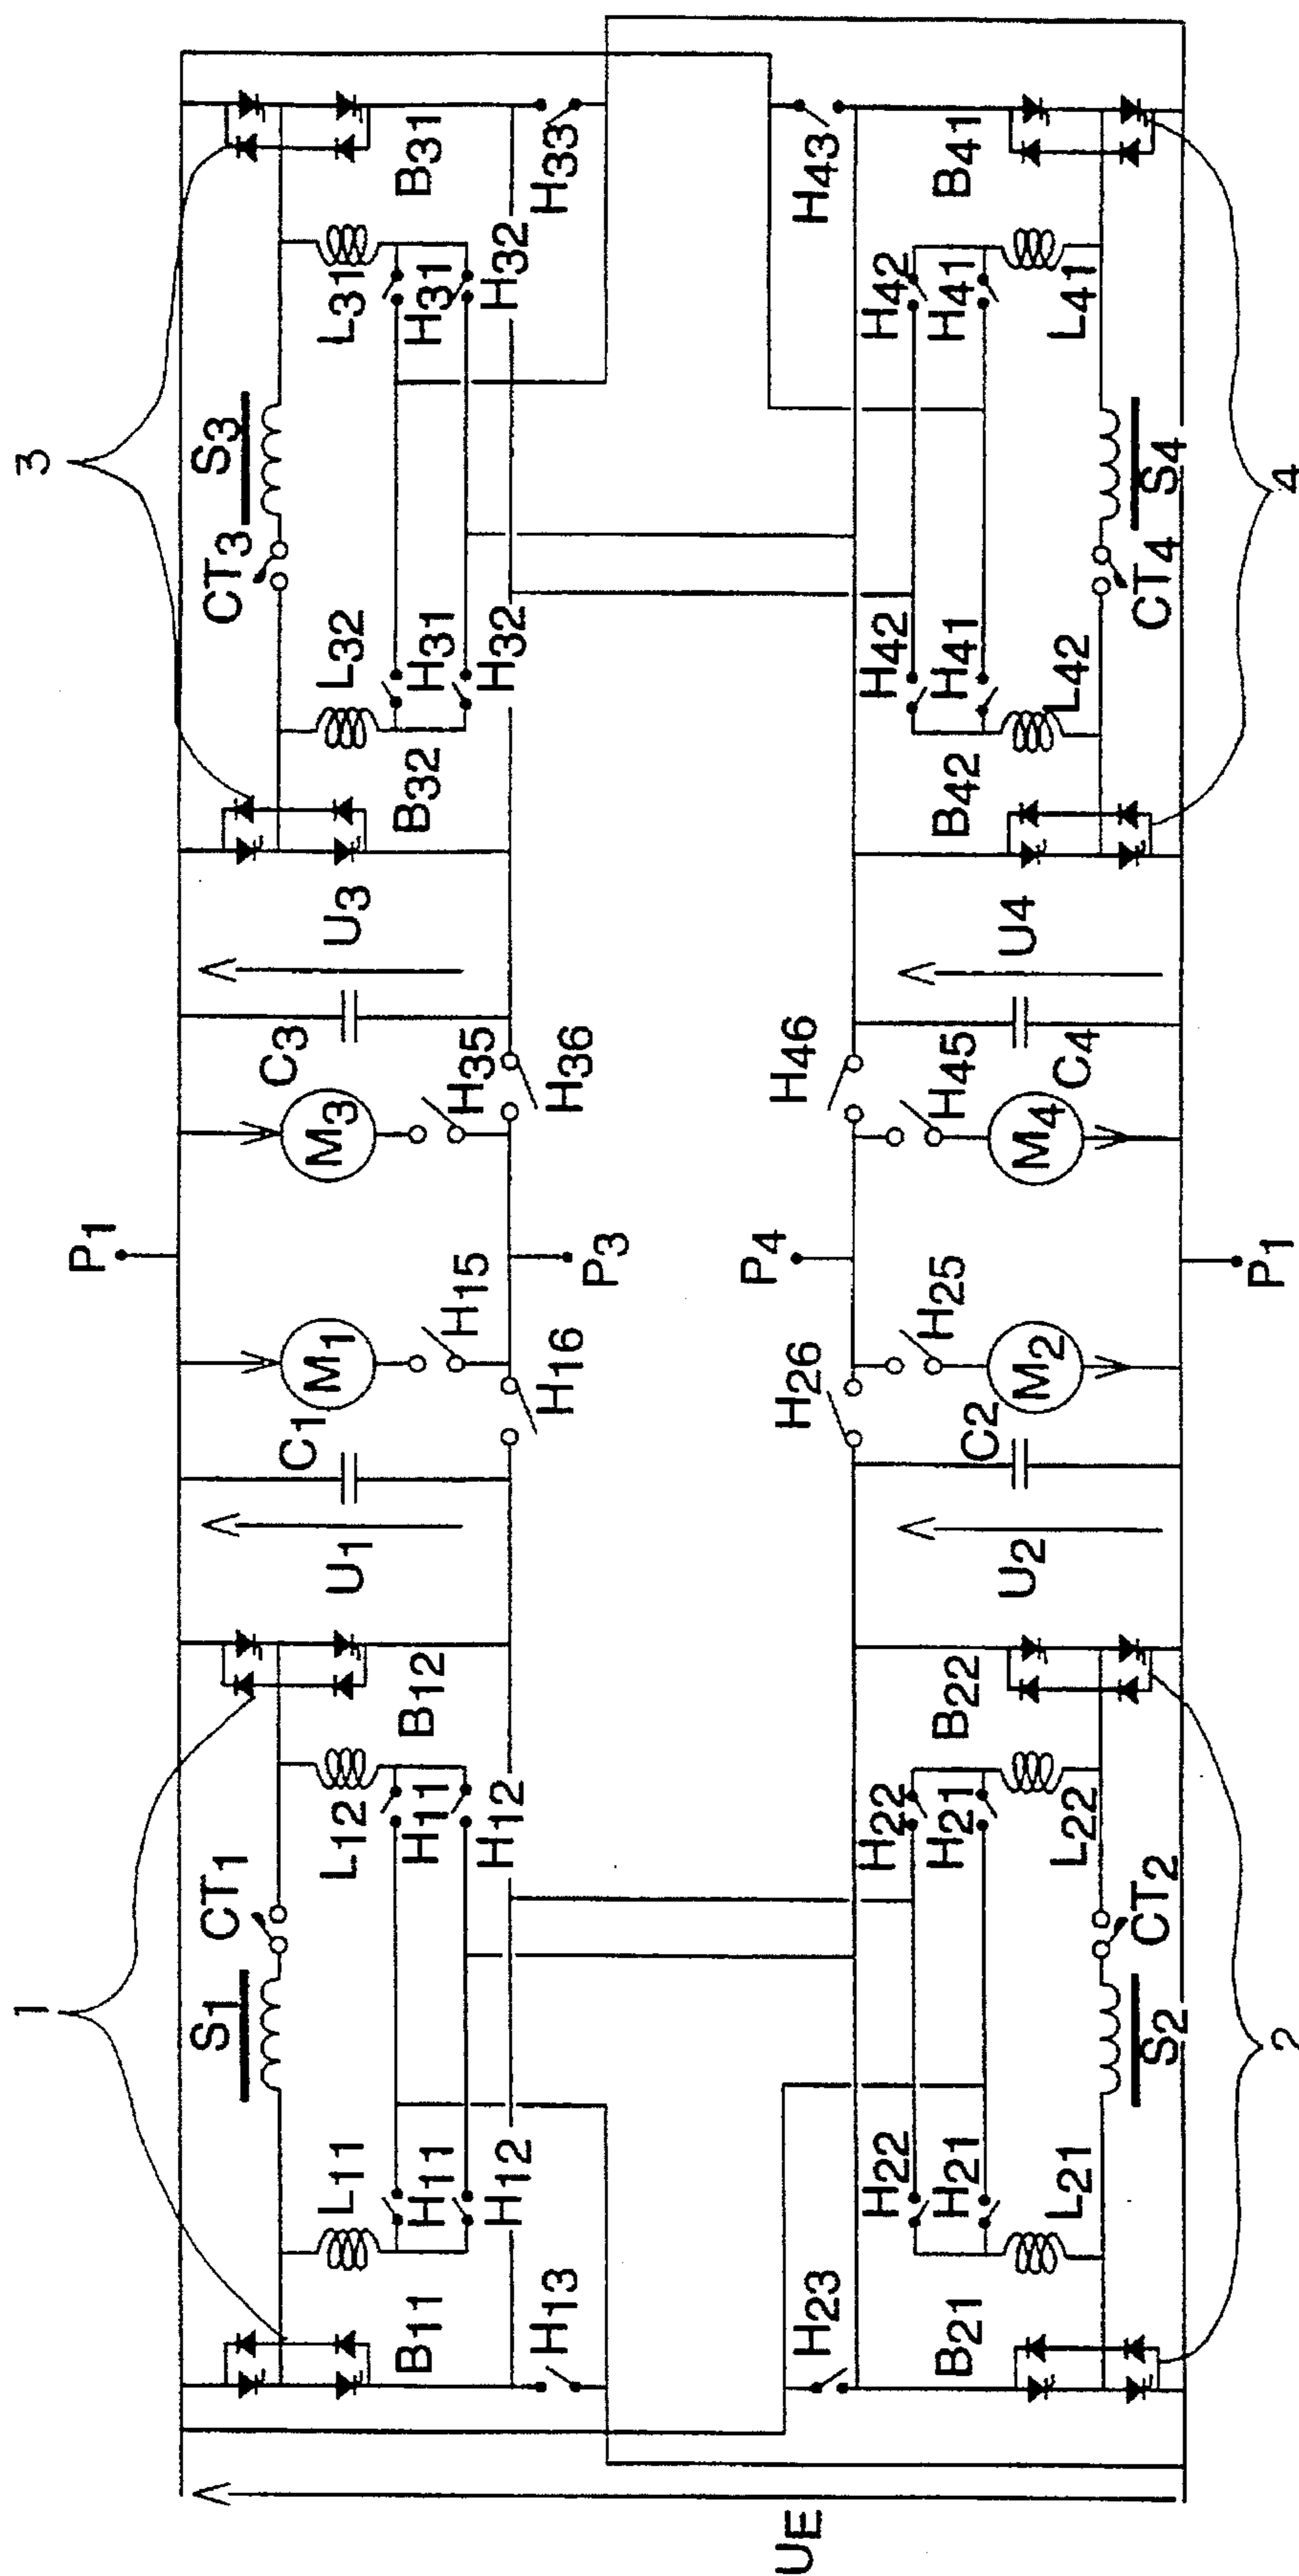 1
3
P1
S1
CT1
CT3
S3
L11
L12
U1
C1
M1
M3
C3
U3
L32
L31
H11
H11
H15
H35
H31
H31
B11
H12
B12
H12
H16
P3
H36
B32
H32
B31
H32
H13
H33
UE
H23
H26
P4
H46
H43
H22
H22
H25
H45
H42
H42
B21
H21
B22
H21
B42
H41
B41
H41
L21
L22
U2
C2
M2
M4
C4
U4
L42
L41
S2
CT2
CT4
S4
P1
2
4